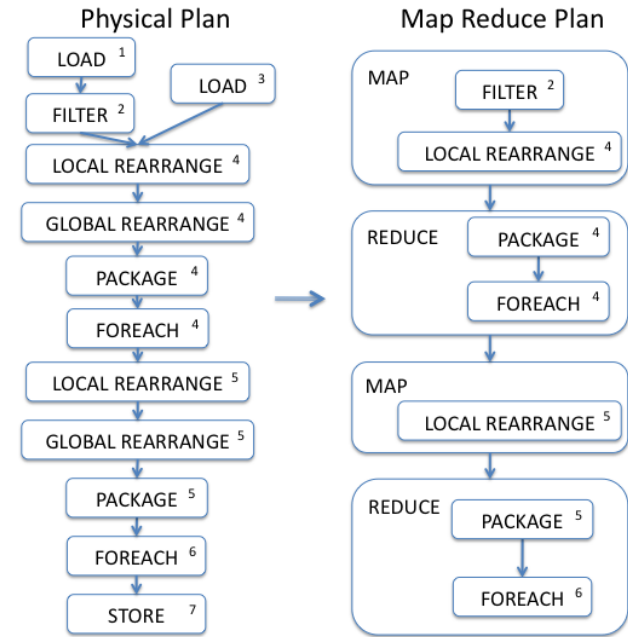 Physical Plan
LOAD 1
LOAD 3
FILTER 2
LOCAL REARRANGE 4
GLOBAL REARRANGE 4
PACKAGE 4
FOREACH 4
LOCAL REARRANGE 5
GLOBAL REARRANGE 5
PACKAGE 5
FOREACH 6
STORE 7
Map Reduce Plan
MAP
FILTER 2
LOCAL REARRANGE 4
REDUCE
PACKAGE 4
FOREACH 4
MAP
LOCAL REARRANGE 5
REDUCE
PACKAGE 5
FOREACH 6